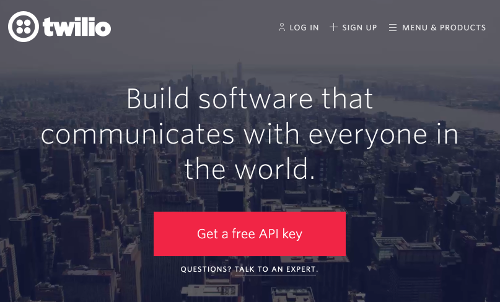 twilio
LOG IN
SIGN UP
MENU & PRODUCTS
Build software that
communicates with everyone in
the world.
Get a free API key
QUESTIONS? TALK TO AN EXPERT.